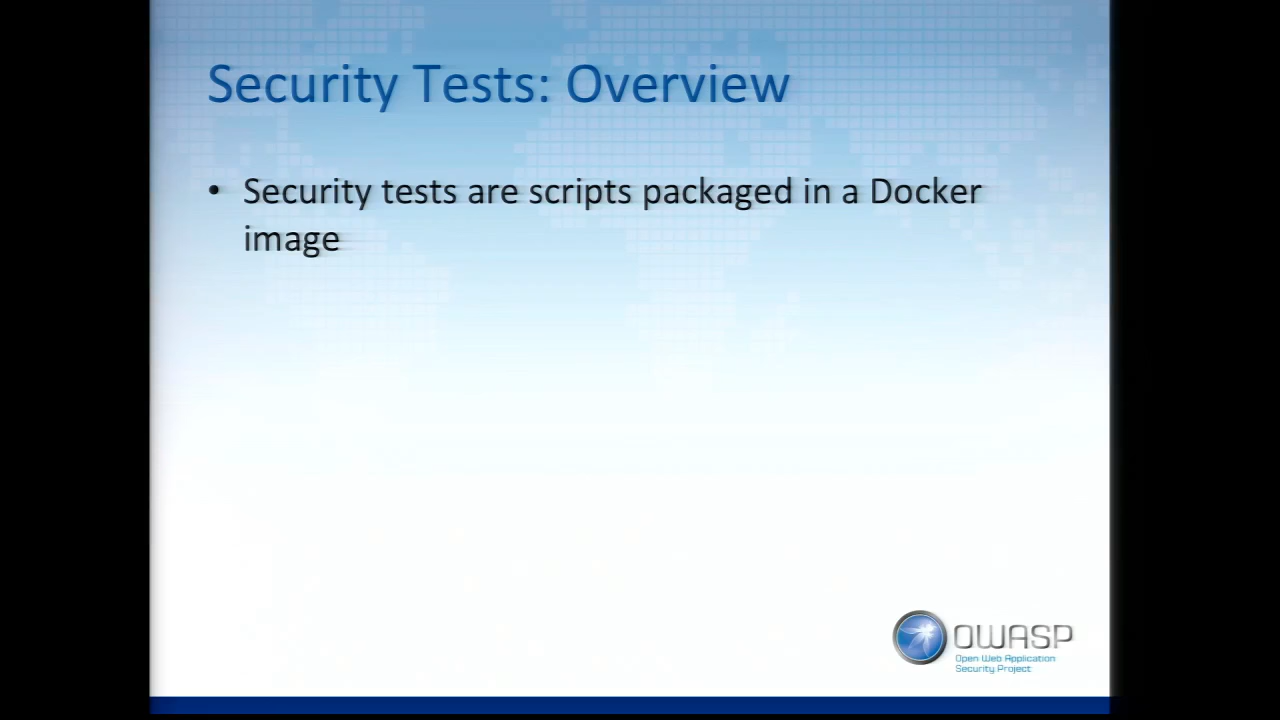 Security Tests: Overview
• Security tests are scripts packaged in a Docker
image
OWASP
Open Web Application
Security Project